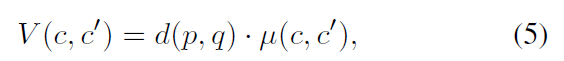 V(c, c′) = d(p, q) · μ(c, c′), (5)